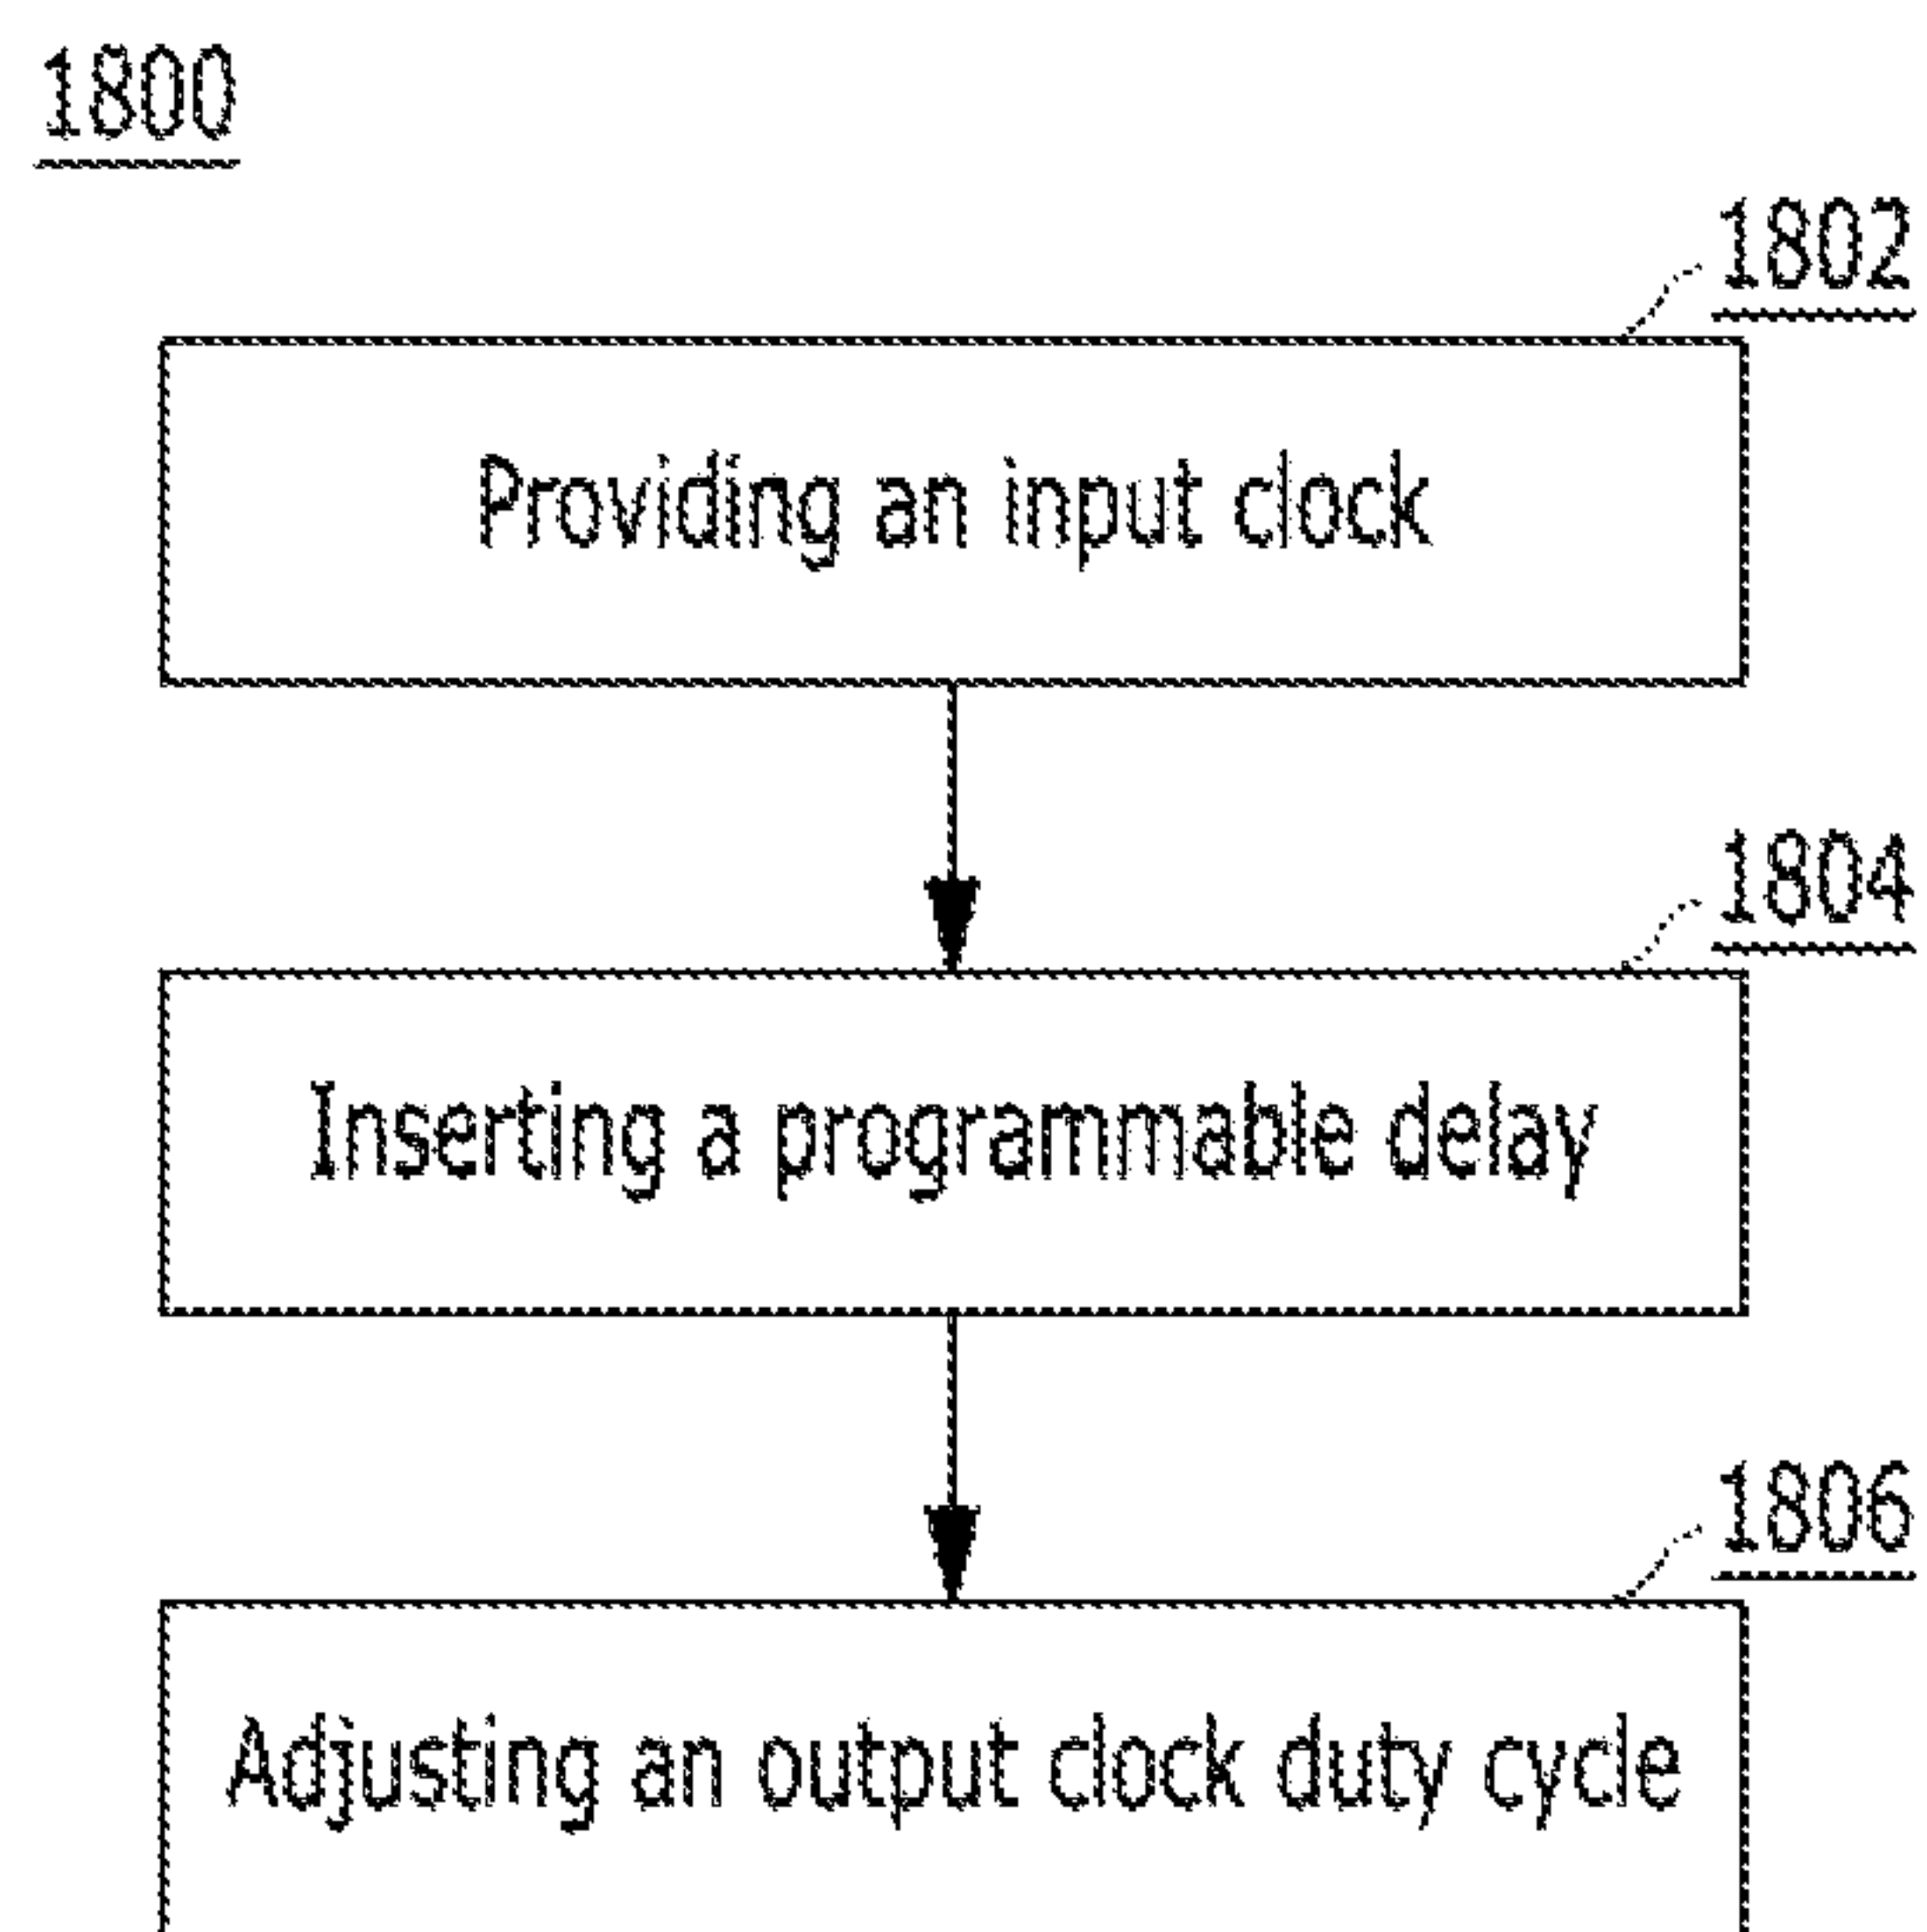 1800
1802
Providing an input clock
1804
Inserting a programmable delay
1806
Adjusting an output clock duty cycle